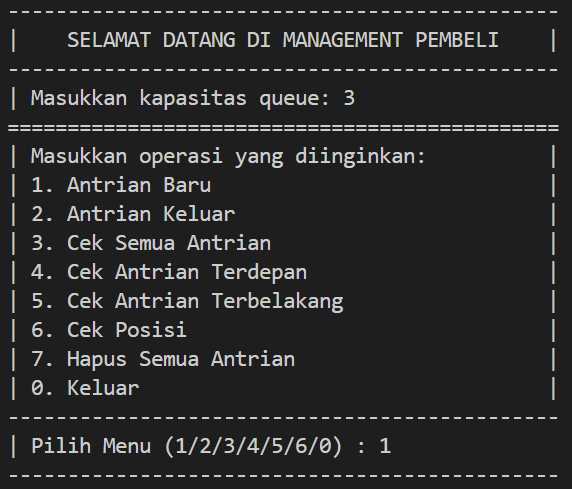 ----------------------------------------------
|    SELAMAT DATANG DI MANAGEMENT PEMBELI    |
----------------------------------------------
| Masukkan kapasitas queue: 3
==============================================
| Masukkan operasi yang diinginkan:          |
| 1. Antrian Baru                            |
| 2. Antrian Keluar                          |
| 3. Cek Semua Antrian                       |
| 4. Cek Antrian Terdepan                    |
| 5. Cek Antrian Terbelakang                 |
| 6. Cek Posisi                              |
| 7. Hapus Semua Antrian                     |
| 0. Keluar                                  |
----------------------------------------------
| Pilih Menu (1/2/3/4/5/6/0) : 1
----------------------------------------------